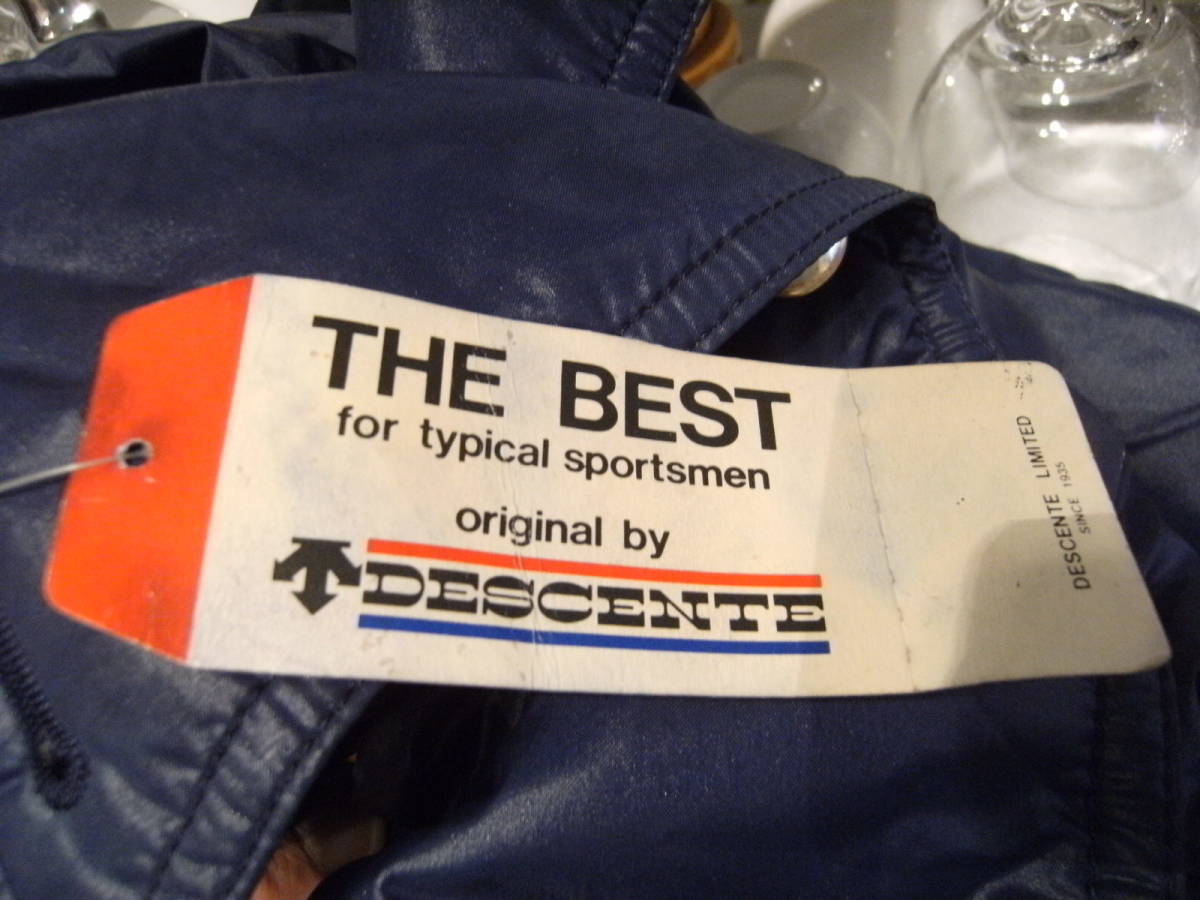 THE BEST
for typical sportsmen
original by
DESCENTE
DESCENTE LIMITED
SINCE 1935